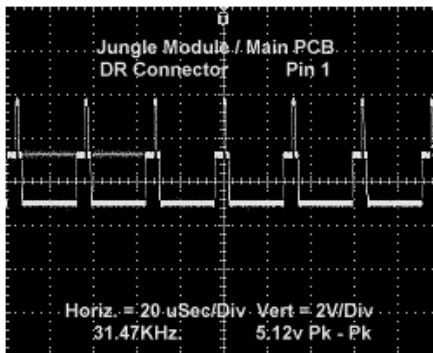 T
Jungle Module / Main PCB
DR Connector Pin 1
Horiz. = 20 uSec/Div Vert = 2V/Div
31.47KHz. 5.12v Pk - Pk